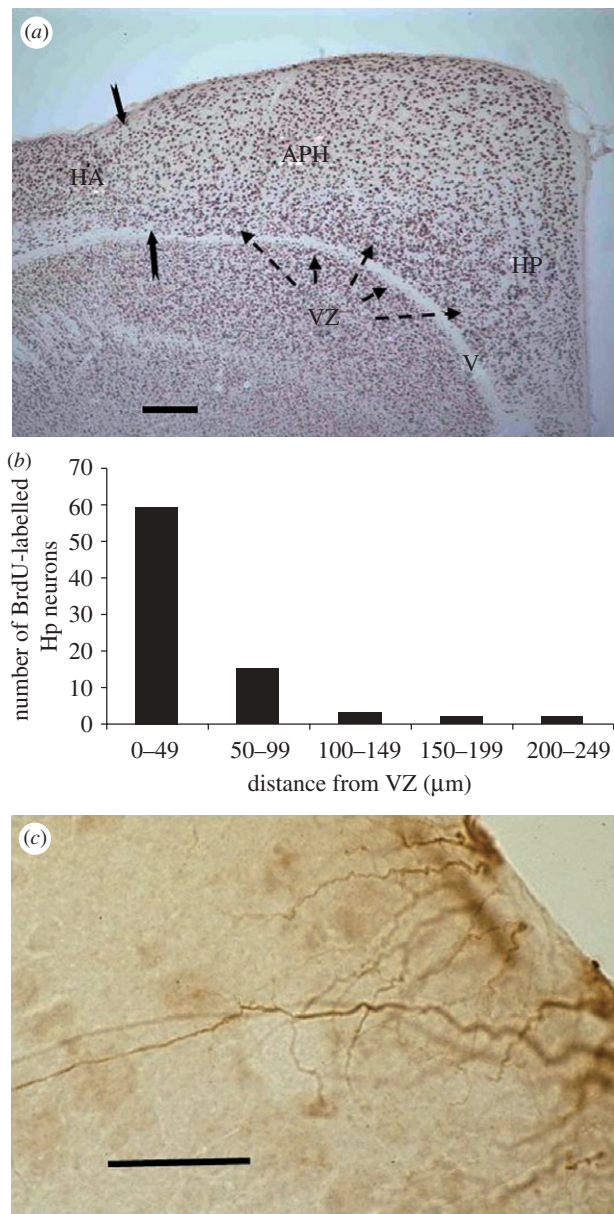 (a)
HA
APH
HP
VZ
V
(b)
number of BrdU-labelled
Hp neurons
70
60
50
40
30
20
10
0
0–49
50–99
100–149
150–199
200–249
distance from VZ (μm)
(c)